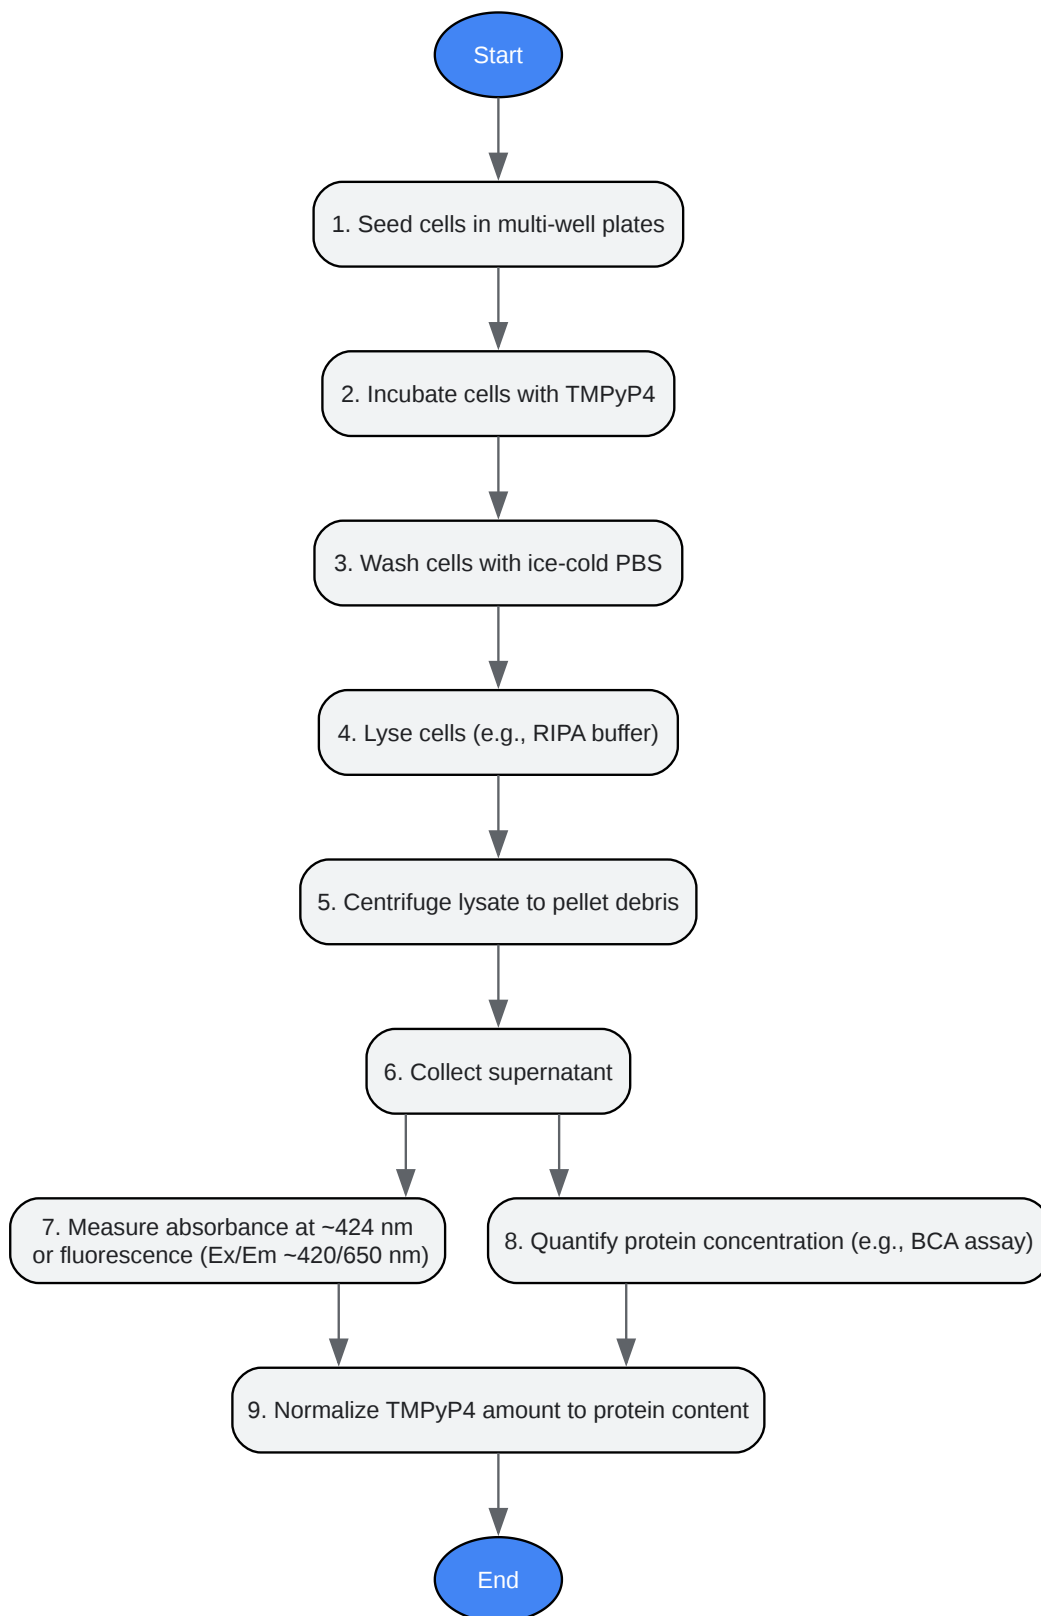 Start
1. Seed cells in multi-well plates
2. Incubate cells with TMPyP4
3. Wash cells with ice-cold PBS
4. Lyse cells (e.g., RIPA buffer)
5. Centrifuge lysate to pellet debris
6. Collect supernatant
7. Measure absorbance at ~424 nm
or fluorescence (Ex/Em ~420/650 nm)
8. Quantify protein concentration (e.g., BCA assay)
9. Normalize TMPyP4 amount to protein content
End